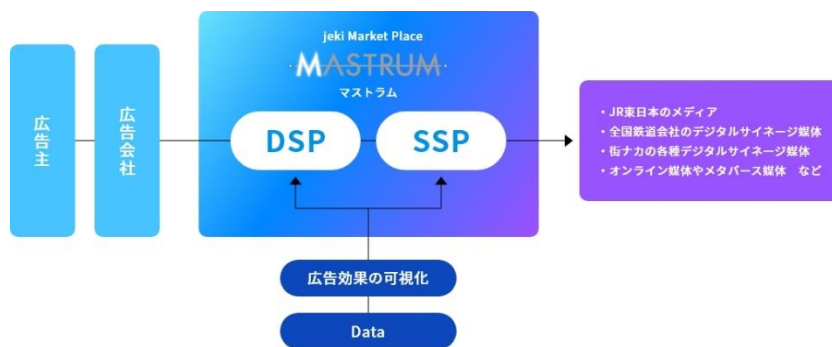 広告主
広告会社
jeki Market Place
MASTRUM
マストラム
DSP
SSP
・JR東日本のメディア
・全国鉄道会社のデジタルサイネージ媒体
・街ナカの各種デジタルサイネージ媒体
・オンライン媒体やメタバース媒体　など
広告効果の可視化
Data